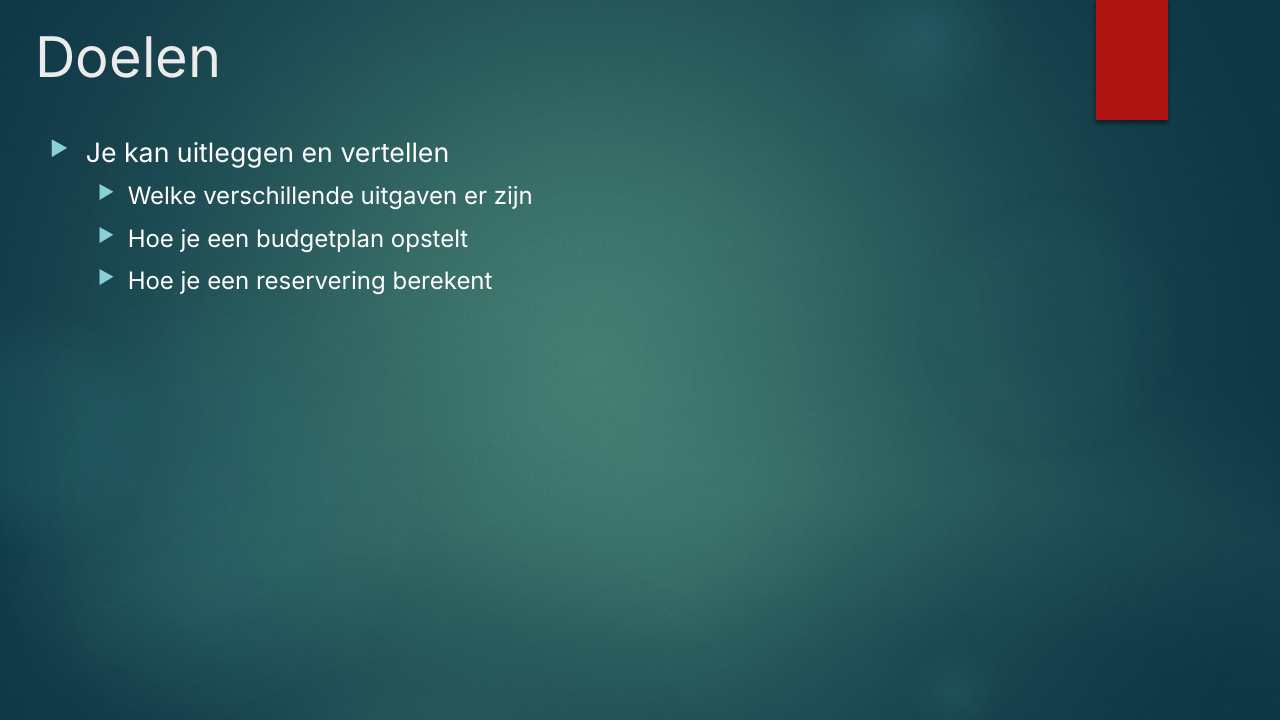 Doelen
Je kan uitleggen en vertellen
Welke verschillende uitgaven er zijn
Hoe je een budgetplan opstelt
Hoe je een reservering berekent